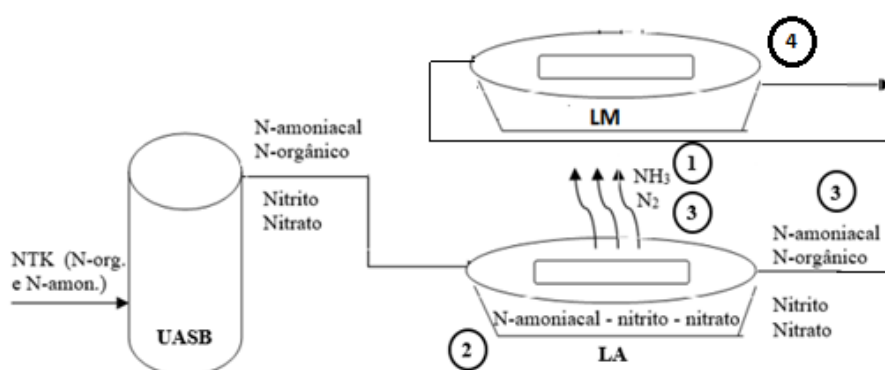 4
LM
N-amoniacal
N-orgânico
Nitrito
Nitrato
1
NH3
N2
3
3
N-amoniacal
N-orgânico
Nitrito
Nitrato
NTK (N-org.
e N-amon.)
UASB
N-amoniacal - nitrito - nitrato
2
LA